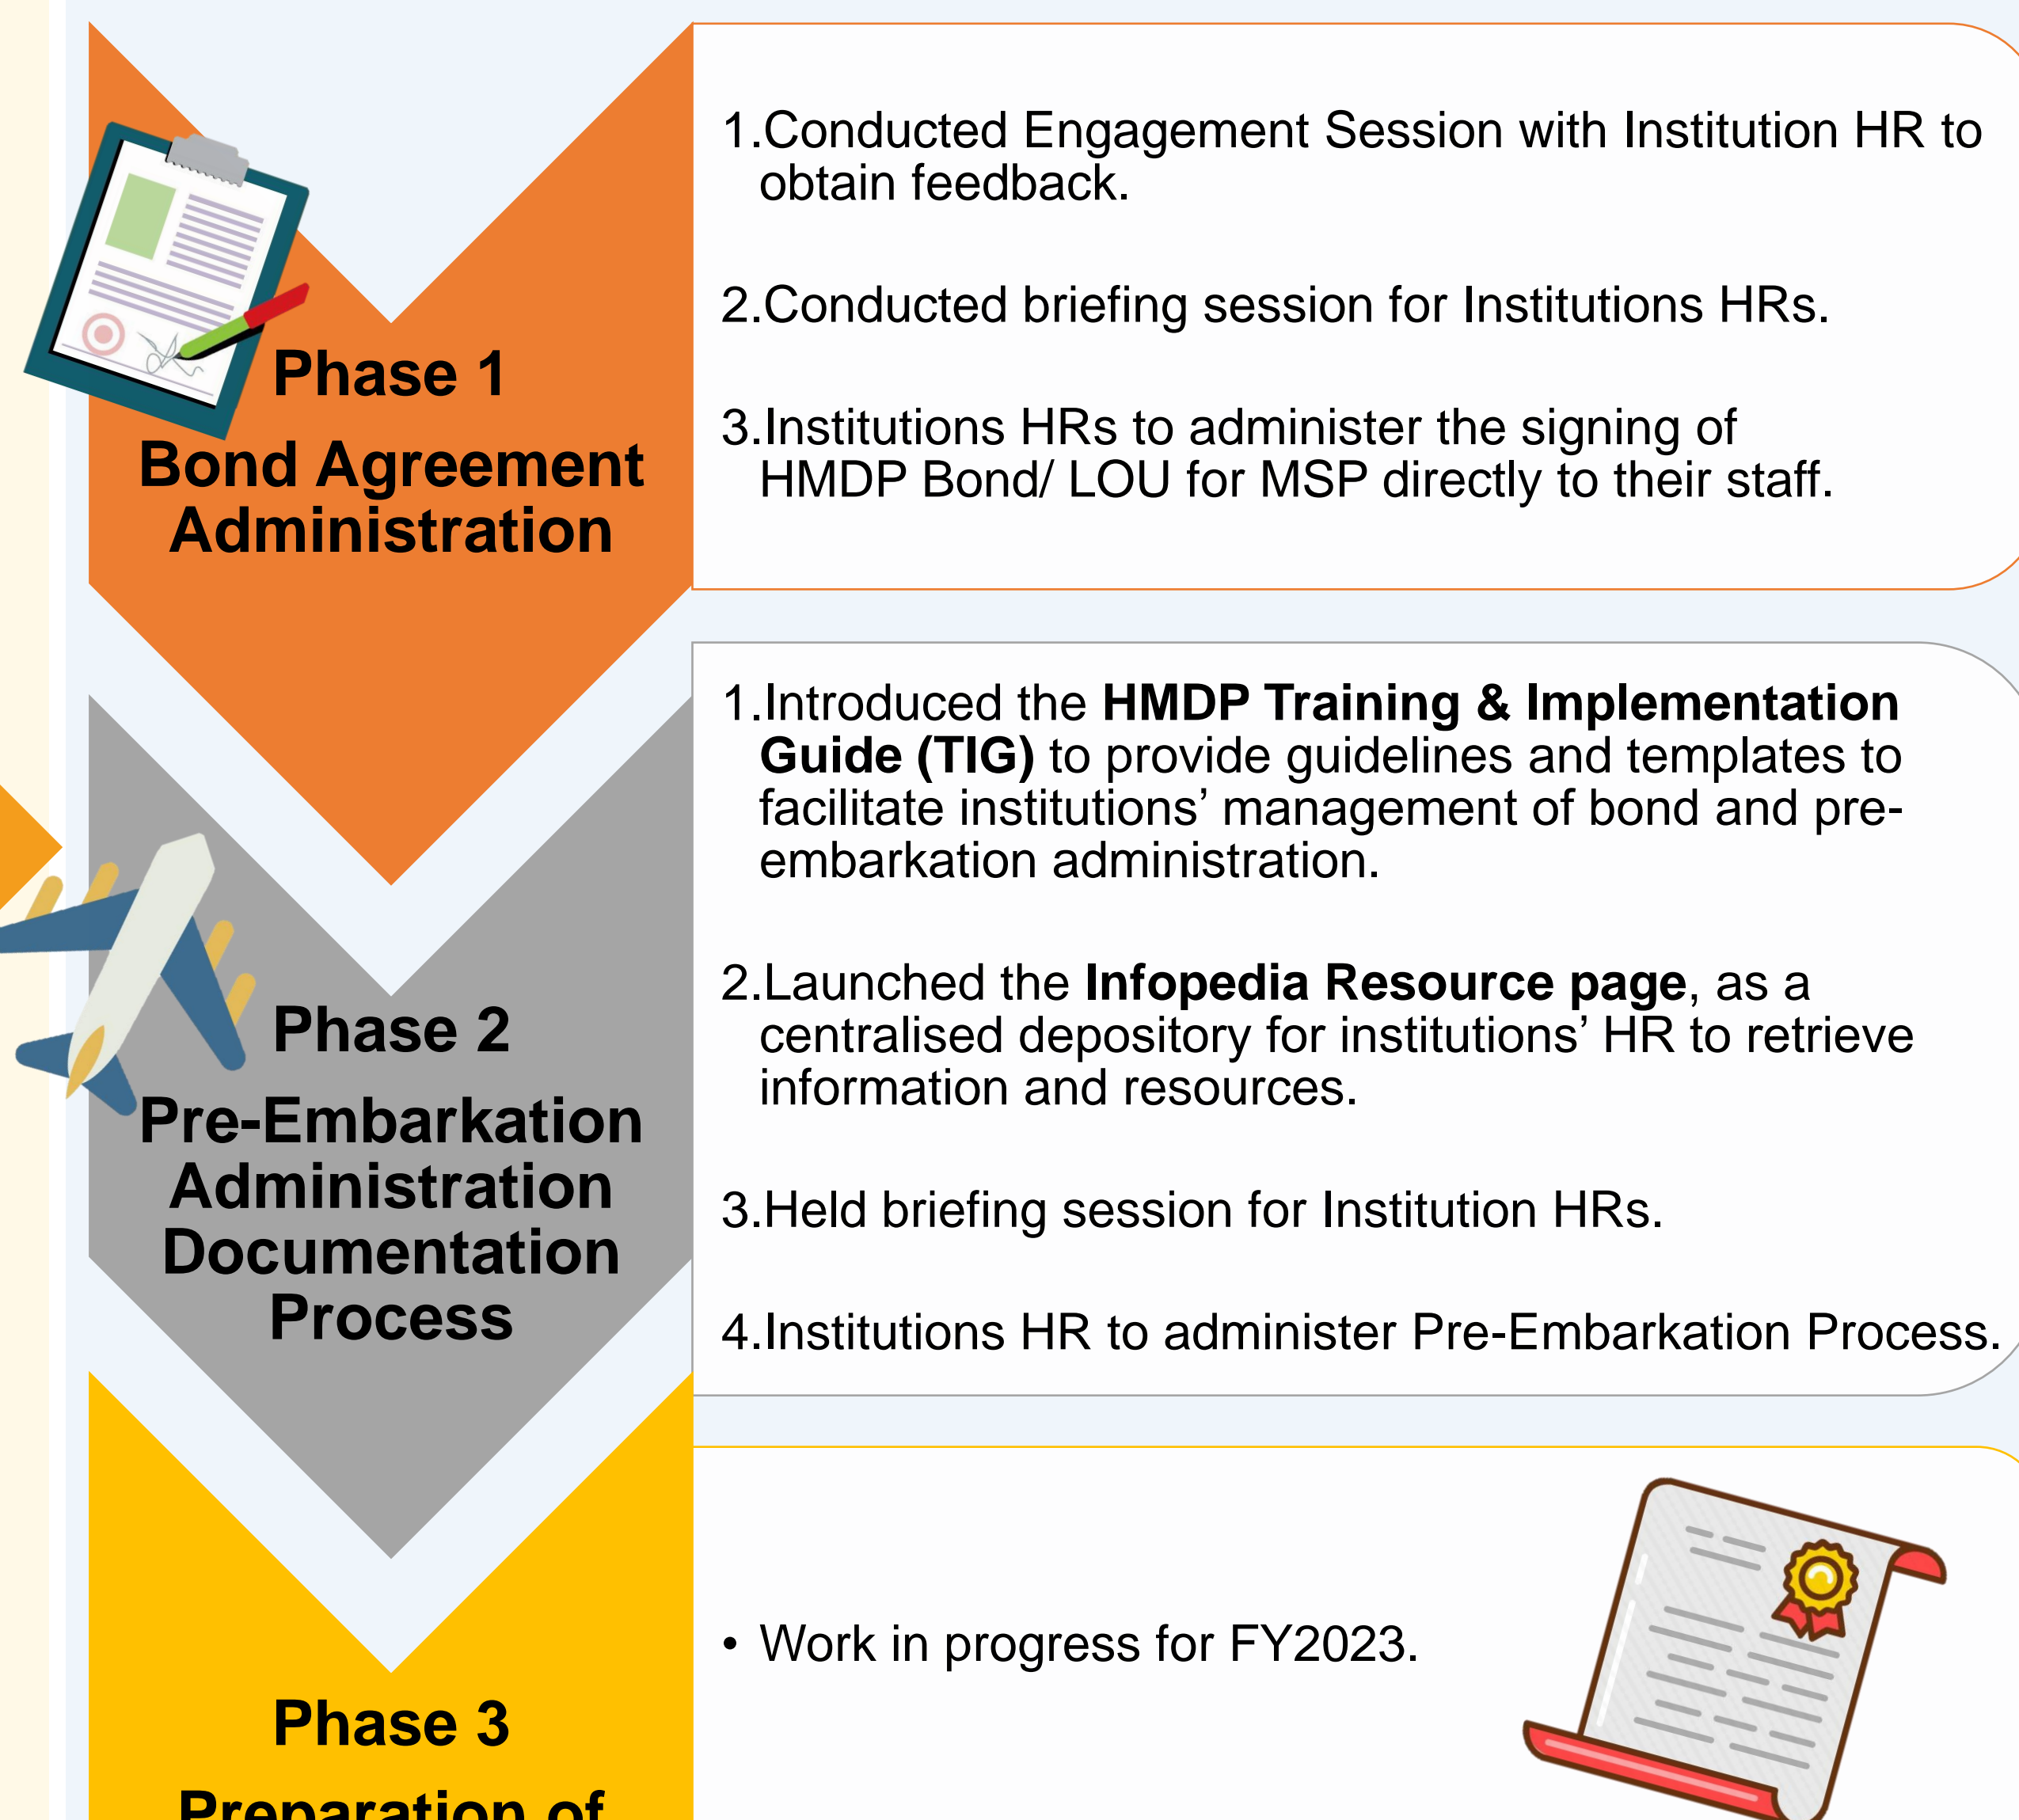 Phase 1
Bond Agreement
Administration
1.Conducted Engagement Session with Institution HR to
obtain feedback.
2.Conducted briefing session for Institutions HRs.
3.Institutions HRs to administer the signing of
HMDP Bond/ LOU for MSP directly to their staff.
Phase 2
Pre-Embarkation
Administration
Documentation
Process
1.Introduced the HMDP Training & Implementation
Guide (TIG) to provide guidelines and templates to
facilitate institutions’ management of bond and pre-
embarkation administration.
2.Launched the Infopedia Resource page, as a
centralised depository for institutions’ HR to retrieve
information and resources.
3.Held briefing session for Institution HRs.
4.Institutions HR to administer Pre-Embarkation Process.
Phase 3
Preparation of
• Work in progress for FY2023.